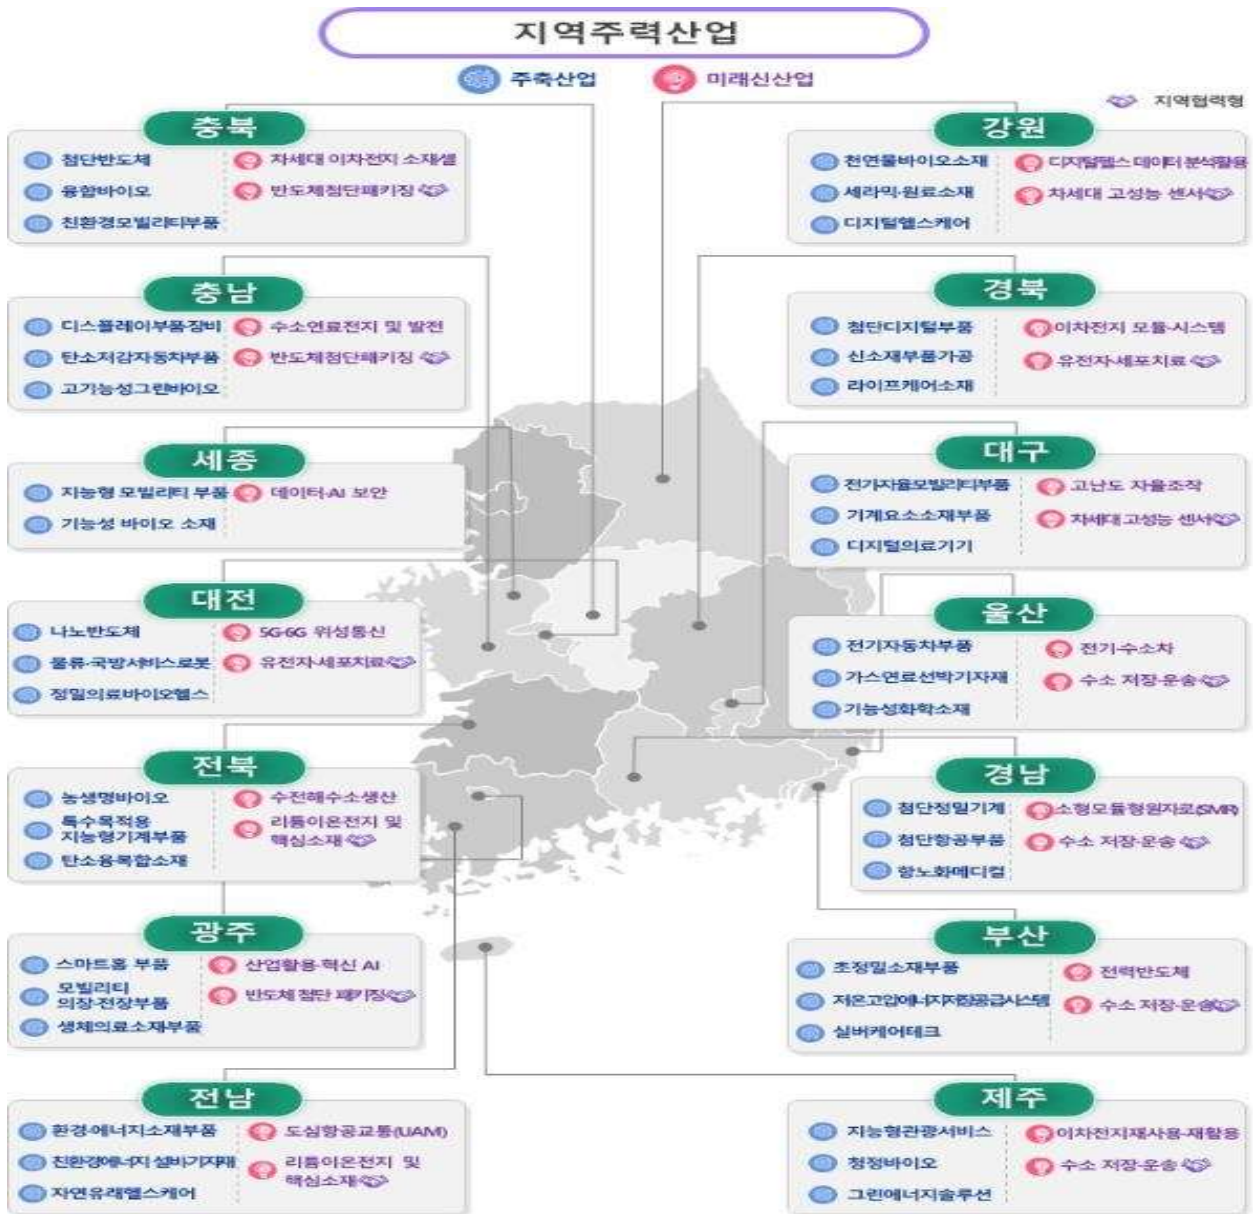 지역주력산업
주축산업
미래신산업
지역협력형
충북
첨단반도체
융합바이오
친환경모빌리티부품
차세대 이차전지 소재·셀
반도체첨단패키징
충남
디스플레이부품·장비
탄소저감자동차부품
고기능성그린바이오
수소연료전지 및 발전
반도체첨단패키징
세종
지능형 모빌리티 부품
기능성 바이오 소재
데이터·AI 보안
대전
나노반도체
물류·국방서비스로봇
정밀의료바이오헬스
5G·6G 위성통신
유전자·세포치료
전북
농생명바이오
특수목적용
지능형기계부품
탄소융복합소재
수전해수소생산
리튬이온전지 및
핵심소재
광주
스마트홈 부품
모빌리티
의장·전장부품
생체의료소재부품
산업활용·혁신 AI
반도체 첨단 패키징
전남
환경·에너지소재부품
친환경에너지 설비·기자재
자연유래헬스케어
도심항공교통(UAM)
리튬이온전지 및
핵심소재
강원
천연물바이오소재
세라믹·원료소재
디지털헬스케어
디지털헬스 데이터 분석활용
차세대 고성능 센서
경북
첨단디지털부품
신소재부품가공
라이프케어소재
이차전지 모듈·시스템
유전자·세포치료
대구
전기자율모빌리티부품
기계요소소재부품
디지털의료기기
고난도 자율조작
차세대 고성능 센서
울산
전기자동차부품
가스연료선박기자재
기능성화학소재
전기·수소차
수소 저장·운송
경남
첨단정밀기계
첨단항공부품
항노화메디컬
소형모듈형원자로(SMR)
수소 저장·운송
부산
초정밀소재부품
저온고압에너지저장공급시스템
실버케어테크
전력반도체
수소 저장·운송
제주
지능형관광서비스
청정바이오
그린에너지솔루션
이차전지재사용·재활용
수소 저장·운송